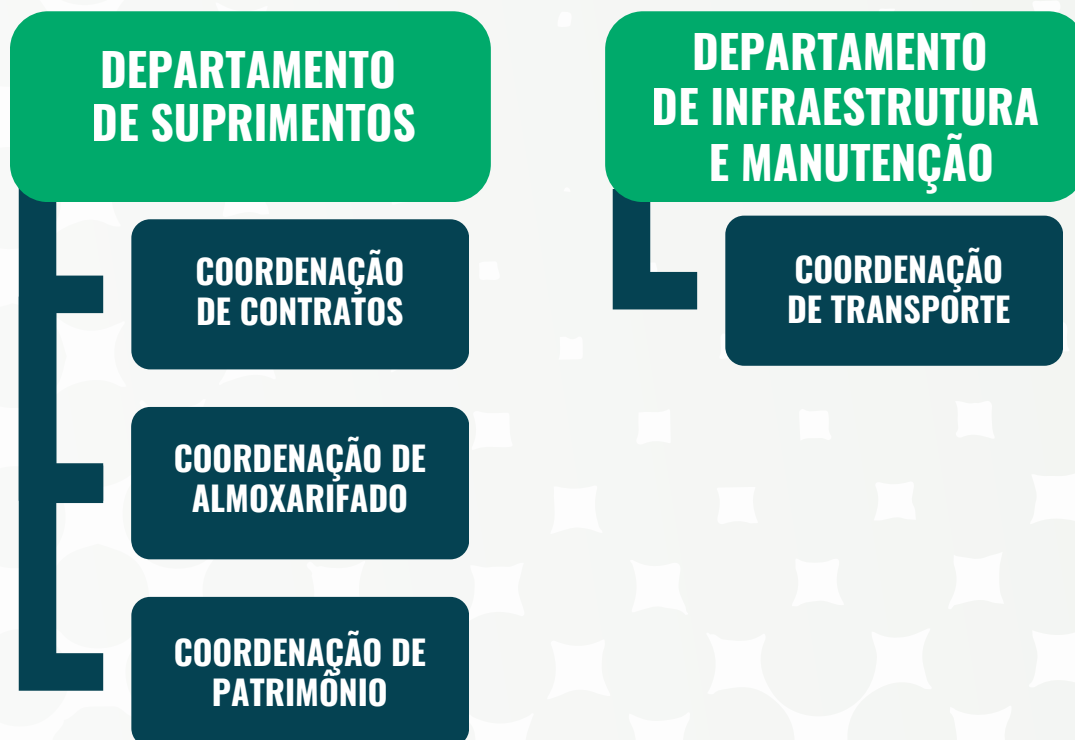 DEPARTAMENTO
DE SUPRIMENTOS
COORDENAÇÃO
DE CONTRATOS
COORDENAÇÃO DE
ALMOXARIFADO
COORDENAÇÃO DE
PATRIMÔNIO
DEPARTAMENTO
DE INFRAESTRUTURA
E MANUTENÇÃO
COORDENAÇÃO
DE TRANSPORTE